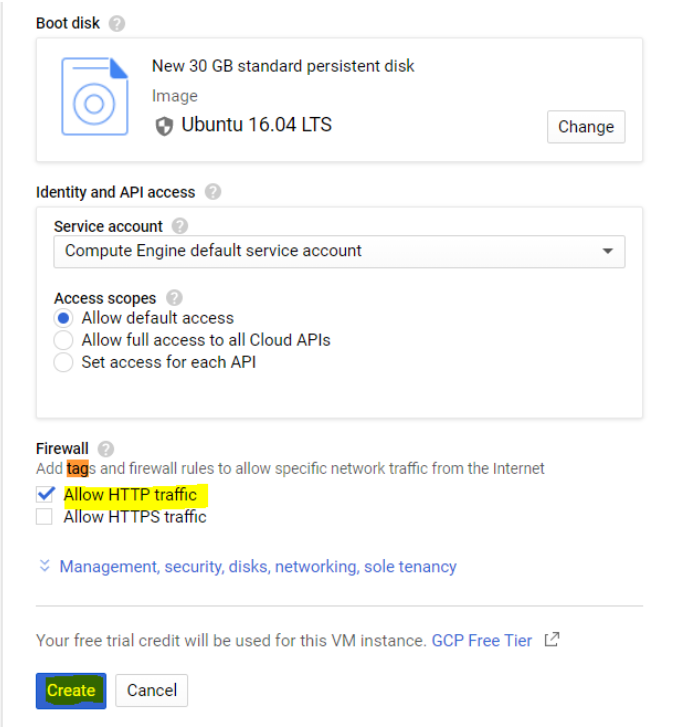 Boot disk
New 30 GB standard persistent disk
Image
Ubuntu 16.04 LTS
Change
Identity and API access
Service account
Compute Engine default service account
Access scopes
Allow default access
Allow full access to all Cloud APIs
Set access for each API
Firewall
Add tags and firewall rules to allow specific network traffic from the Internet
Allow HTTP traffic
Allow HTTPS traffic
Management, security, disks, networking, sole tenancy
Your free trial credit will be used for this VM instance. GCP Free Tier
Create Cancel